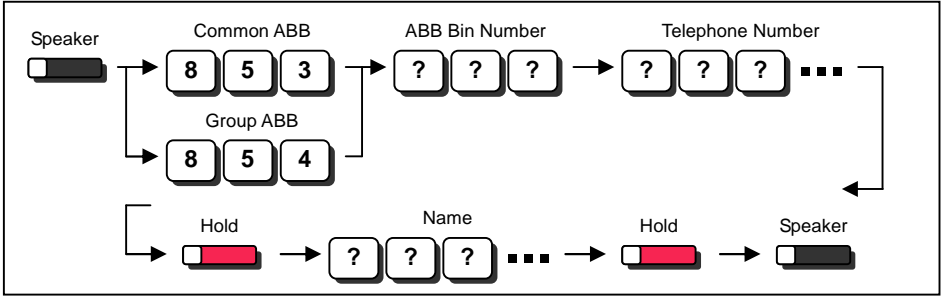 Speaker
Common ABB
8 5 3
Group ABB
8 5 4
ABB Bin Number
? ? ?
Telephone Number
? ? ?
Hold
Name
? ? ?
Hold
Speaker